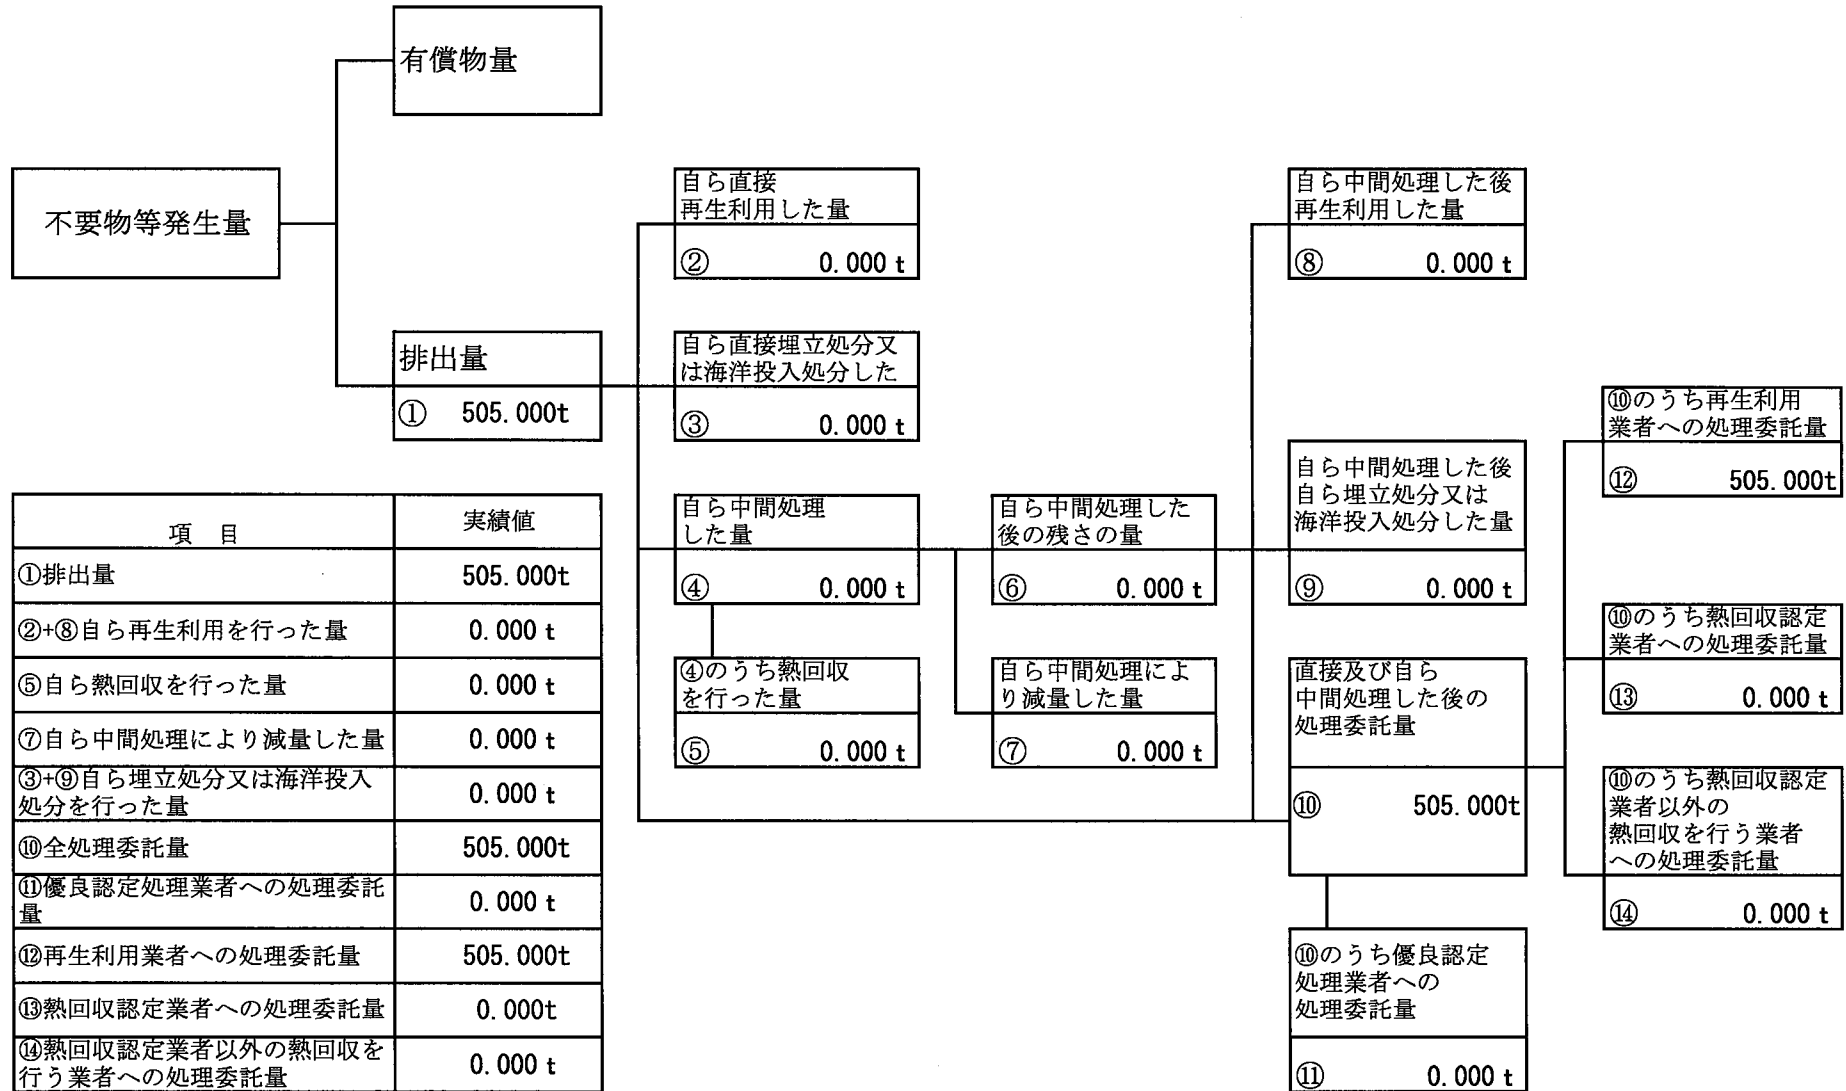 有償物量
不要物等発生量
排出量
① 505.000t
自ら直接
再生利用した量
② 0.000 t
自ら直接埋立処分又
は海洋投入処分した
③ 0.000 t
自ら中間処理
した量
④ 0.000 t
④のうち熱回収
を行った量
⑤ 0.000 t
自ら中間処理した
後の残さの量
⑥ 0.000 t
自ら中間処理によ
り減量した量
⑦ 0.000 t
自ら中間処理した後
再生利用した量
⑧ 0.000 t
自ら中間処理した後
自ら埋立処分又は
海洋投入処分した量
⑨ 0.000 t
直接及び自ら
中間処理した後の
処理委託量
⑩ 505.000t
⑩のうち優良認定
処理業者への
処理委託量
⑪ 0.000 t
⑩のうち再生利用
業者への処理委託量
⑫ 505.000t
⑩のうち熱回収認定
業者への処理委託量
⑬ 0.000 t
⑩のうち熱回収認定
業者以外の
熱回収を行う業者
への処理委託量
⑭ 0.000 t
項 目 実績値
①排出量 505.000t
②+⑧自ら再生利用を行った量 0.000 t
⑤自ら熱回収を行った量 0.000 t
⑦自ら中間処理により減量した量 0.000 t
③+⑨自ら埋立処分又は海洋投入
処分を行った量 0.000 t
⑩全処理委託量 505.000t
⑪優良認定処理業者への処理委託
量 0.000 t
⑫再生利用業者への処理委託量 505.000t
⑬熱回収認定業者への処理委託量 0.000t
⑭熱回収認定業者以外の熱回収を
行う業者への処理委託量 0.000 t